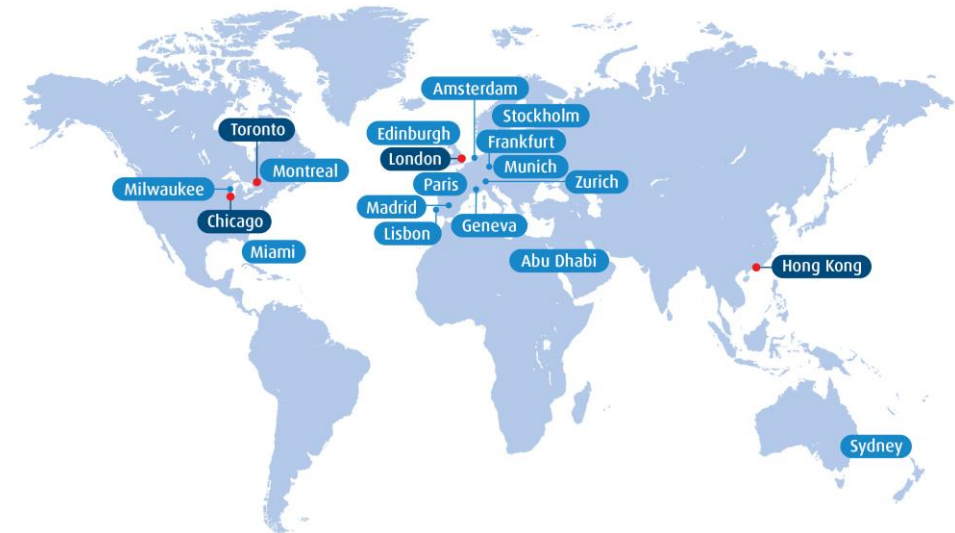 Amsterdam
Stockholm
Toronto
Edinburgh
Frankfurt
London
Munich
Montreal
Zurich
Milwaukee
Paris
Madrid
Chicago
Geneva
Lisbon
Miami
Abu Dhabi
Hong Kong
Sydney